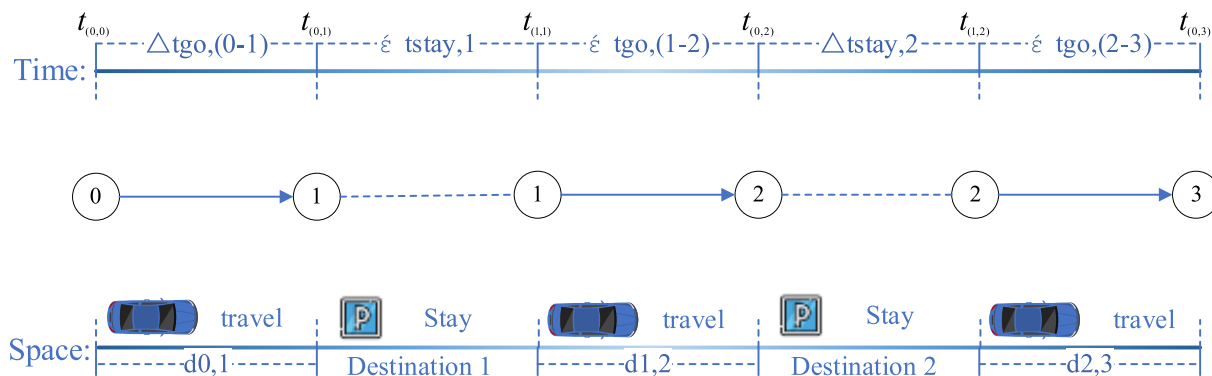 t(0,0) t(0,1) t(1,1) t(0,2) t(1,2) t(0,3)
△tgo,(0-1) έ tstay,1 έ tgo,(1-2) △tstay,2 έ tgo,(2-3)
Time:
0 1 1 2 2 3
travel P Stay travel P Stay travel
Space:
d0,1 Destination 1 d1,2 Destination 2 d2,3